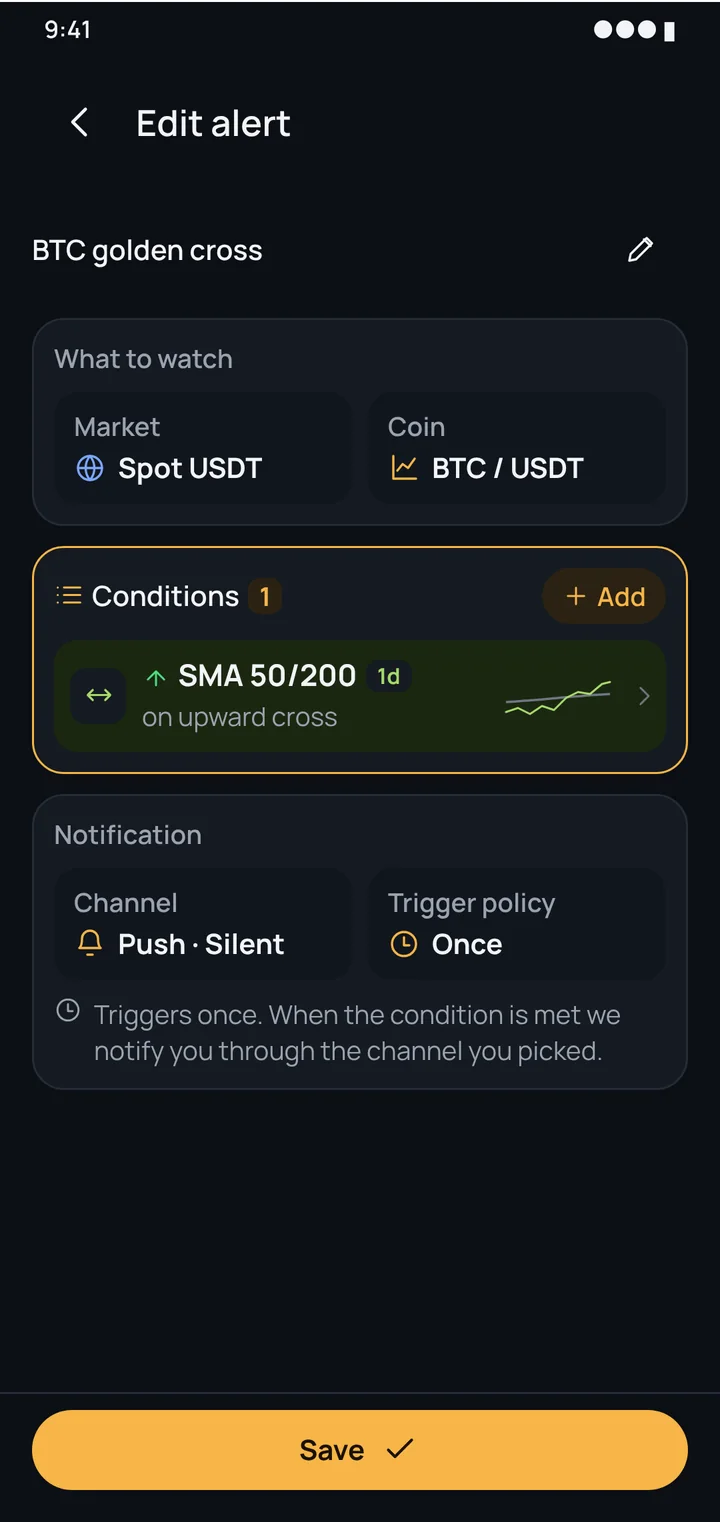 9:41
Edit alert
BTC golden cross
What to watch
Market
Spot USDT
Coin
BTC / USDT
Conditions 1
+ Add
SMA 50/200 1d
on upward cross
Notification
Channel
Push · Silent
Trigger policy
Once
Triggers once. When the condition is met we
notify you through the channel you picked.
Save